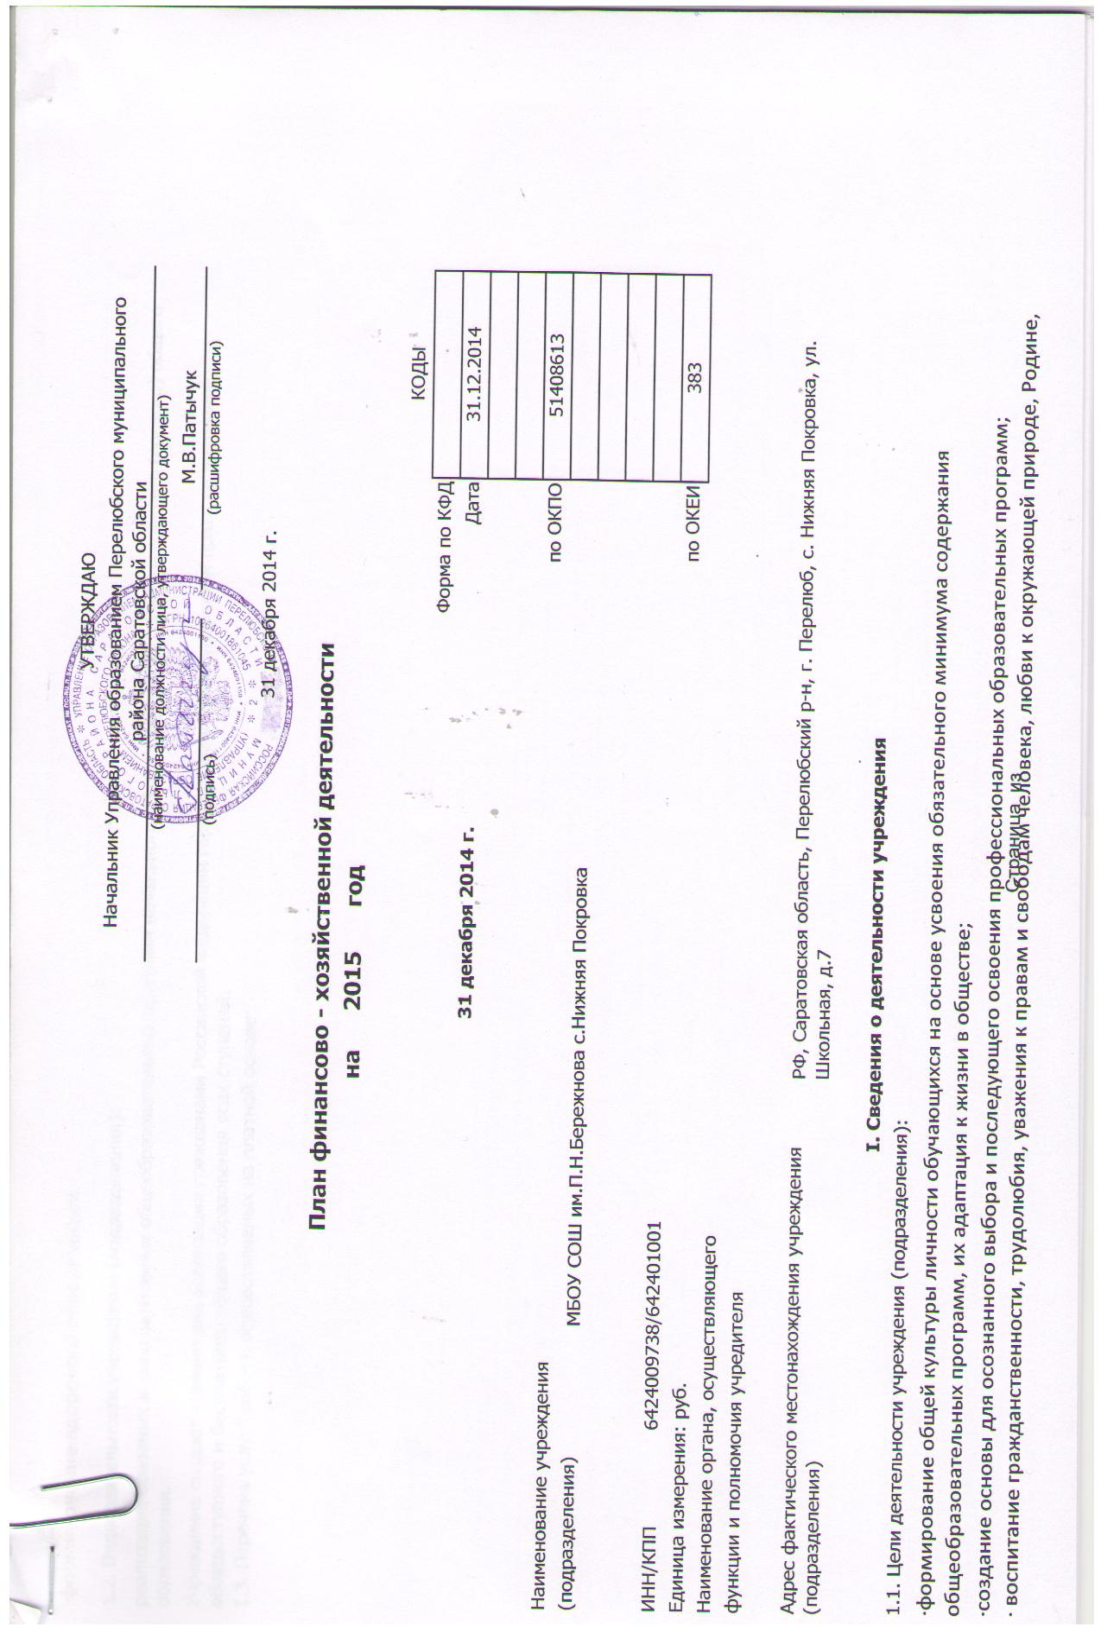 УТВЕРЖДАЮ
Начальник Управления образованием Перелюбского муниципального
района Саратовской области
(наименование должности лица, утверждающего документ)
М.В.Патычук
(подпись) (расшифровка подписи)
31 декабря 2014 г.
План финансово - хозяйственной деятельности
на 2015 год
КОДЫ
Форма по КФД
31 декабря 2014 г. Дата 31.12.2014
Наименование учреждения
(подразделения)
МБОУ СОШ им.П.Н.Бережнова с.Нижняя Покровка
по ОКПО 51408613
ИНН/КПП 6424009738/642401001
Единица измерения: руб. по ОКЕИ 383
Наименование органа, осуществляющего
функции и полномочия учредителя
Адрес фактического местонахождения учреждения
(подразделения)
РФ, Саратовская область, Перелюбский р-н, г. Перелюб, с. Нижняя Покровка, ул.
Школьная, д.7
I. Сведения о деятельности учреждения
1.1. Цели деятельности учреждения (подразделения):
·формирование общей культуры личности обучающихся на основе усвоения обязательного минимума содержания
общеобразовательных программ, их адаптация к жизни в обществе;
·создание основы для осознанного выбора и последующего освоения профессиональных образовательных программ;
· воспитание гражданственности, трудолюбия, уважения к правам и свободам человека, любви к окружающей природе, Родине,
Страница из